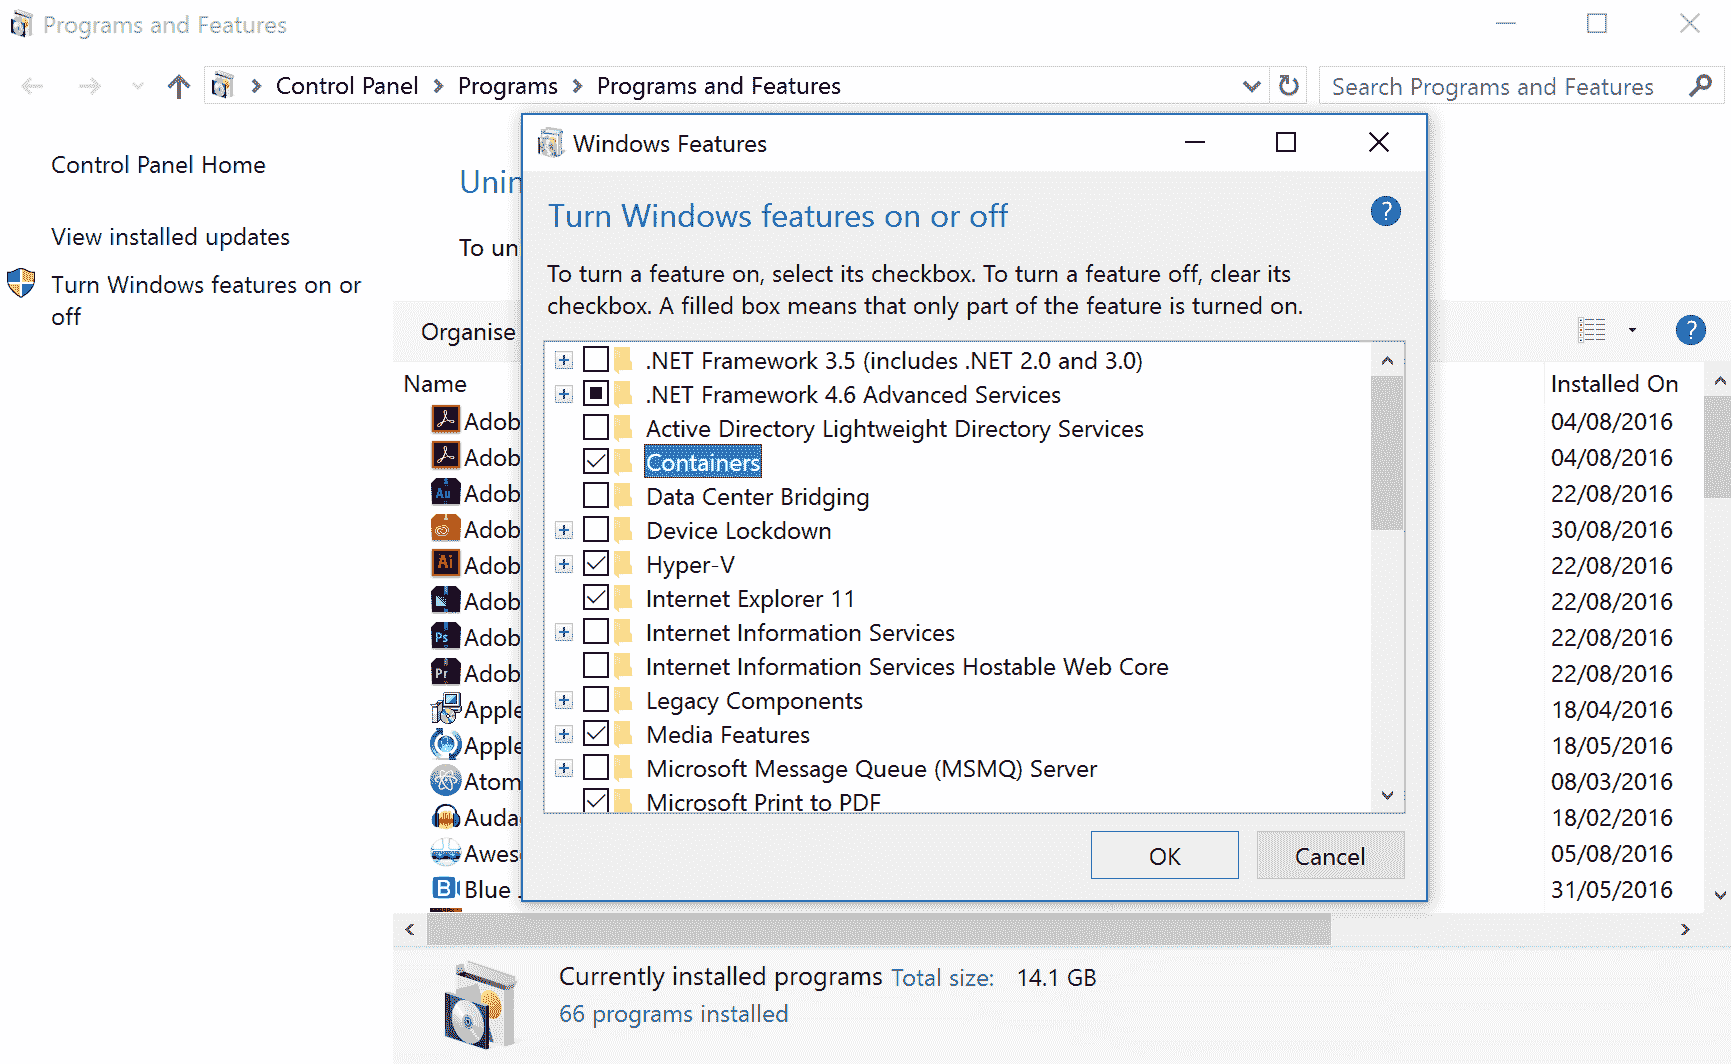 Programs and Features
Control Panel Programs Programs and Features
Search Programs and Features
Control Panel Home
View installed updates
Turn Windows features on or
off
Unin
To un
Organise
Name
Installed On
Adob 04/08/2016
Adob 04/08/2016
Adob 22/08/2016
Adob 30/08/2016
Adob 22/08/2016
Adob 22/08/2016
Adob 22/08/2016
Adob 22/08/2016
Apple 18/04/2016
Apple 18/05/2016
Atom 08/03/2016
Auda 18/02/2016
Awes 05/08/2016
Blue 31/05/2016
Windows Features
Turn Windows features on or off
To turn a feature on, select its checkbox. To turn a feature off, clear its
checkbox. A filled box means that only part of the feature is turned on.
.NET Framework 3.5 (includes .NET 2.0 and 3.0)
.NET Framework 4.6 Advanced Services
Active Directory Lightweight Directory Services
Containers
Data Center Bridging
Device Lockdown
Hyper-V
Internet Explorer 11
Internet Information Services
Internet Information Services Hostable Web Core
Legacy Components
Media Features
Microsoft Message Queue (MSMQ) Server
Microsoft Print to PDF
OK
Cancel
Currently installed programs Total size: 14.1 GB
66 programs installed